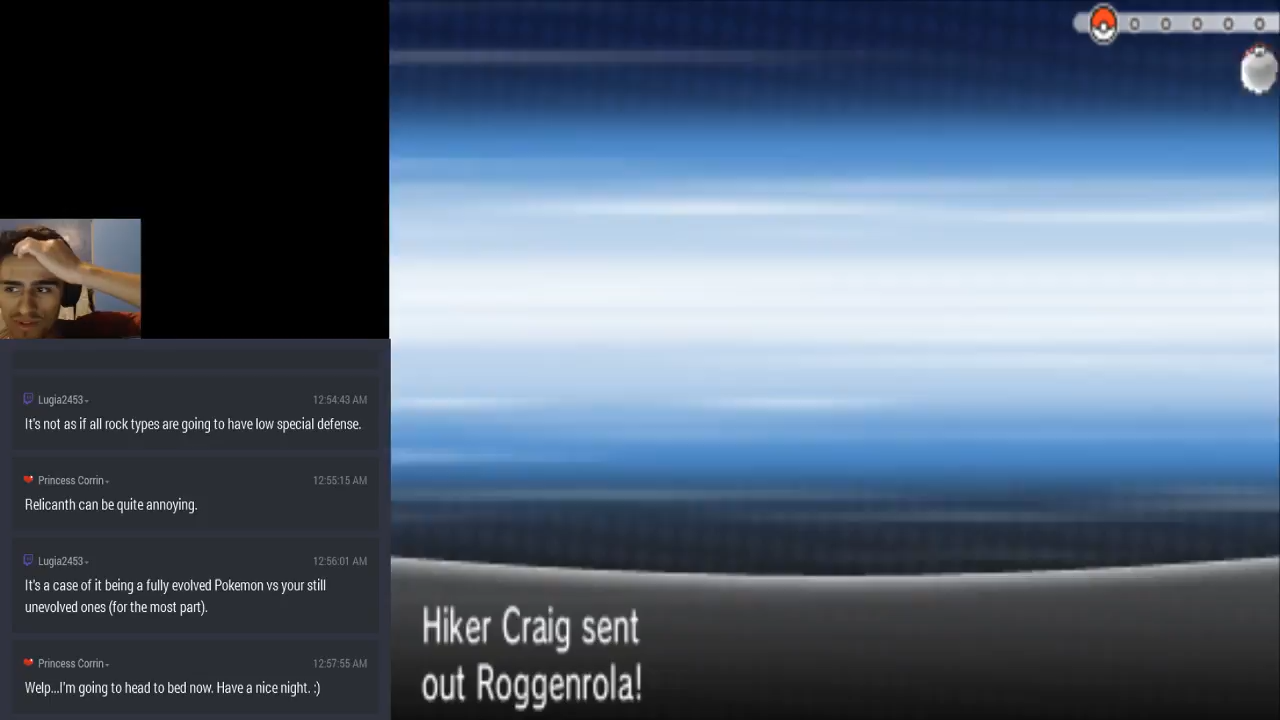 Lugia2453
12:54:43 AM
It's not as if all rock types are going to have low special defense.
Princess Corrin
12:55:15 AM
Relicanth can be quite annoying.
Lugia2453
12:56:01 AM
It's a case of it being a fully evolved Pokemon vs your still
unevolved ones (for the most part).
Princess Corrin
12:57:55 AM
Welp...I'm going to head to bed now. Have a nice night. :)
Hiker Craig sent
out Roggenrola!